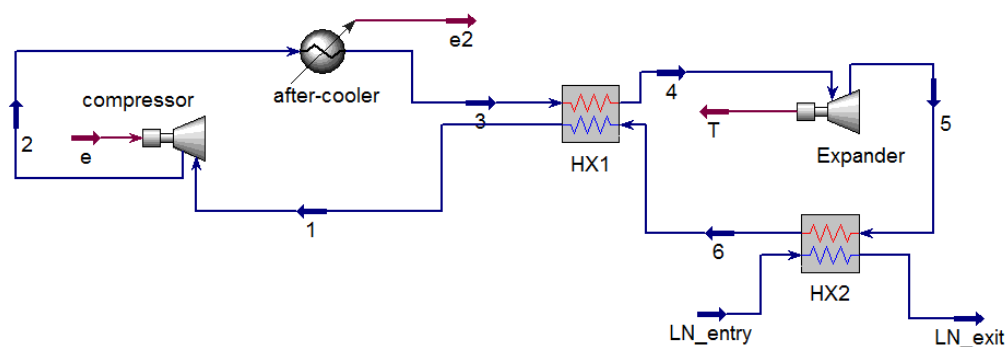 e2
compressor
after-cooler
2
e
3
4
HX1
T
5
Expander
1
6
HX2
LN_entry
LN_exit